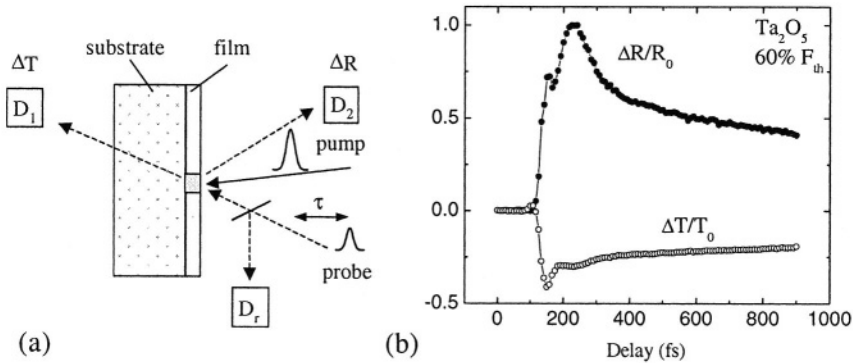 substrate
film
ΔT
ΔR
D₁
D₂
pump
τ
probe
Dᵣ
(a)
Ta₂O₅
60% Fₜₕ
ΔR/R₀
ΔT/T₀
1.0
0.5
0.0
-0.5
0 200 400 600 800 1000
Delay (fs)
(b)